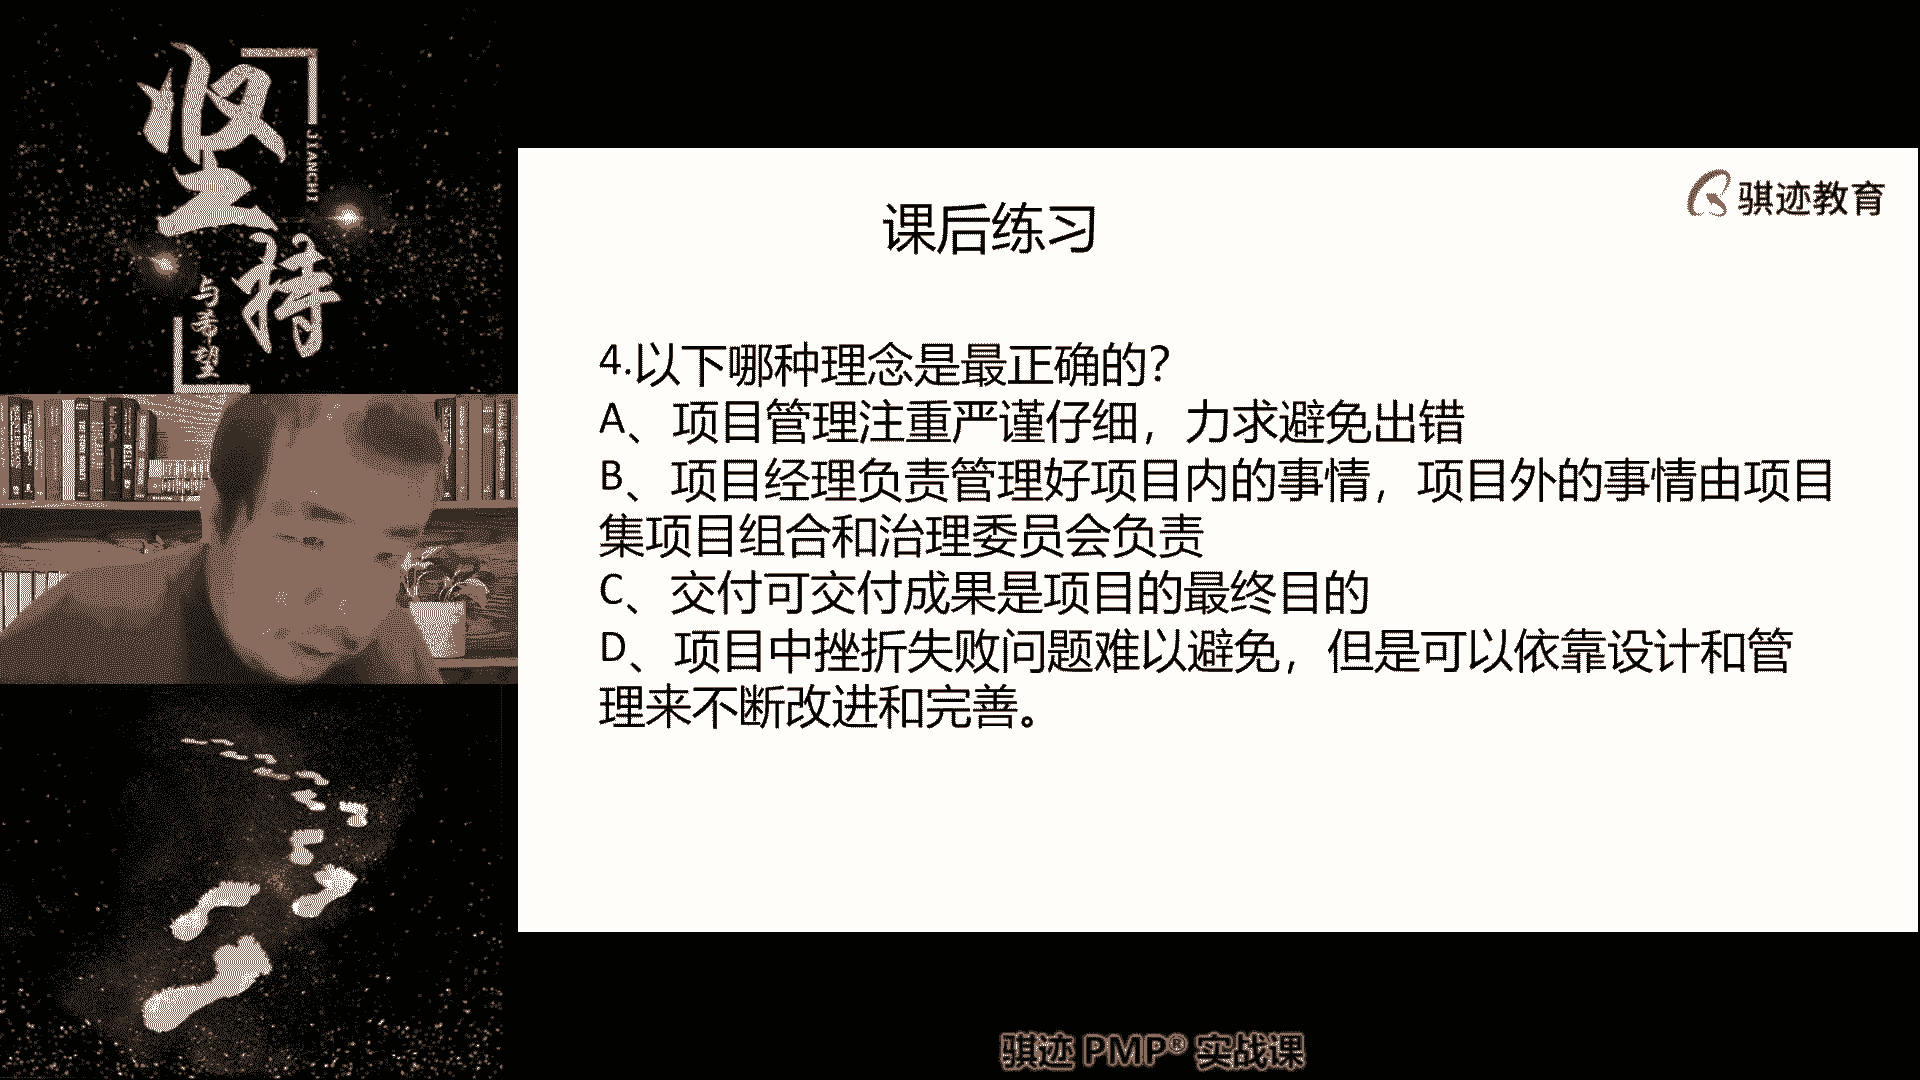 坚持
JIANCHI
与希望
骐迹教育
课后练习
4.以下哪种理念是最正确的?
A、项目管理注重严谨仔细，力求避免出错
B、项目经理负责管理好项目内的事情，项目外的事情由项目
集项目组合和治理委员会负责
C、交付可交付成果是项目的最终目的
D、项目中挫折失败问题难以避免，但是可以依靠设计和管
理来不断改进和完善。
骐迹 PMP® 实战课